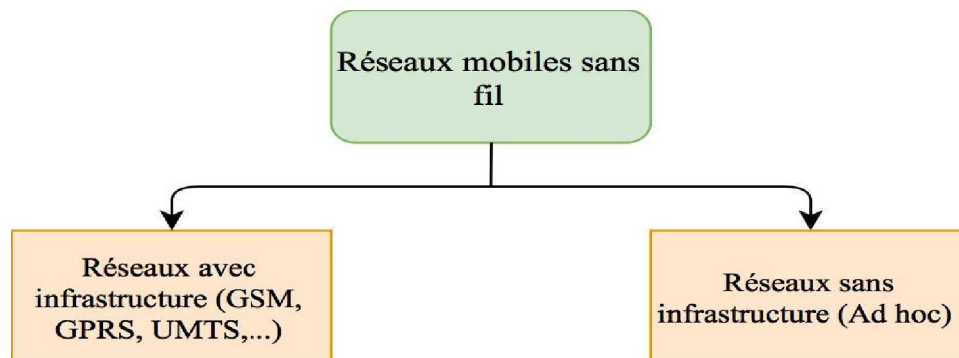 Réseaux mobiles sans
fil
Réseaux avec
infrastructure (GSM,
GPRS, UMTS,...)
Réseaux sans
infrastructure (Ad hoc)